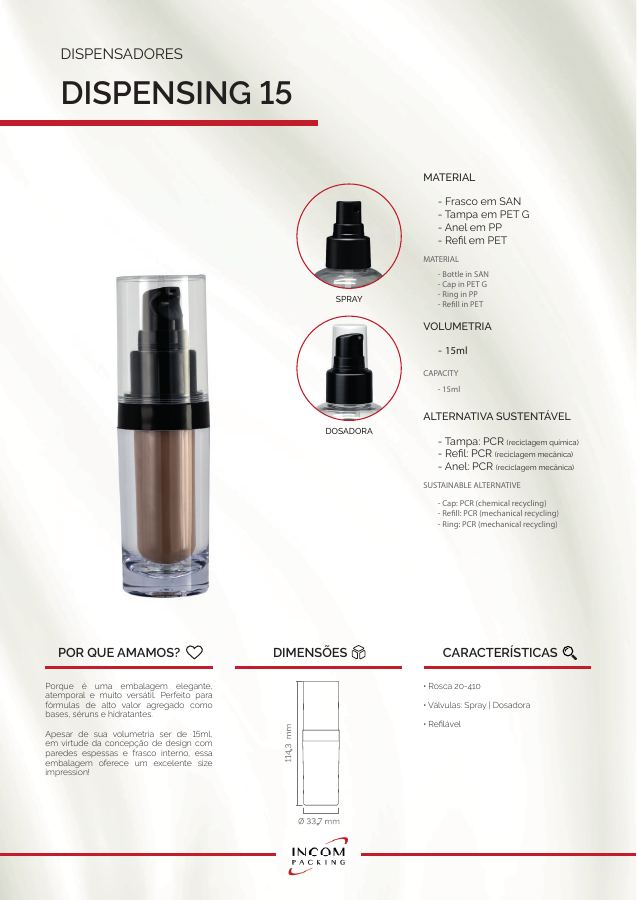 DISPENSADORES
DISPENSING 15
MATERIAL
- Frasco em SAN
- Tampa em PET G
- Anel em PP
- Refil em PET
MATERIAL
- Bottle in SAN
- Cap in PET G
- Ring in PP
- Refill in PET
SPRAY
VOLUMETRIA
- 15ml
CAPACITY
- 15ml
DOSADORA
ALTERNATIVA SUSTENTÁVEL
- Tampa: PCR (reciclagem química)
- Refil: PCR (reciclagem mecânica)
- Anel: PCR (reciclagem mecânica)
SUSTAINABLE ALTERNATIVE
- Cap: PCR (chemical recycling)
- Refill: PCR (mechanical recycling)
- Ring: PCR (mechanical recycling)
POR QUE AMAMOS?
Porque é uma embalagem elegante,
atemporal e muito versátil. Perfeito para
fórmulas de alto valor agregado como
bases, séruns e hidratantes.
Apesar de sua volumetria ser de 15ml,
em virtude da concepção de design com
paredes espessas e frasco interno, essa
embalagem oferece um excelente size
impression!
DIMENSÕES
114,3 mm
Ø 33,7 mm
CARACTERÍSTICAS
• Rosca 20-410
• Válvulas: Spray | Dosadora
• Refilável
INCOM
PACKING